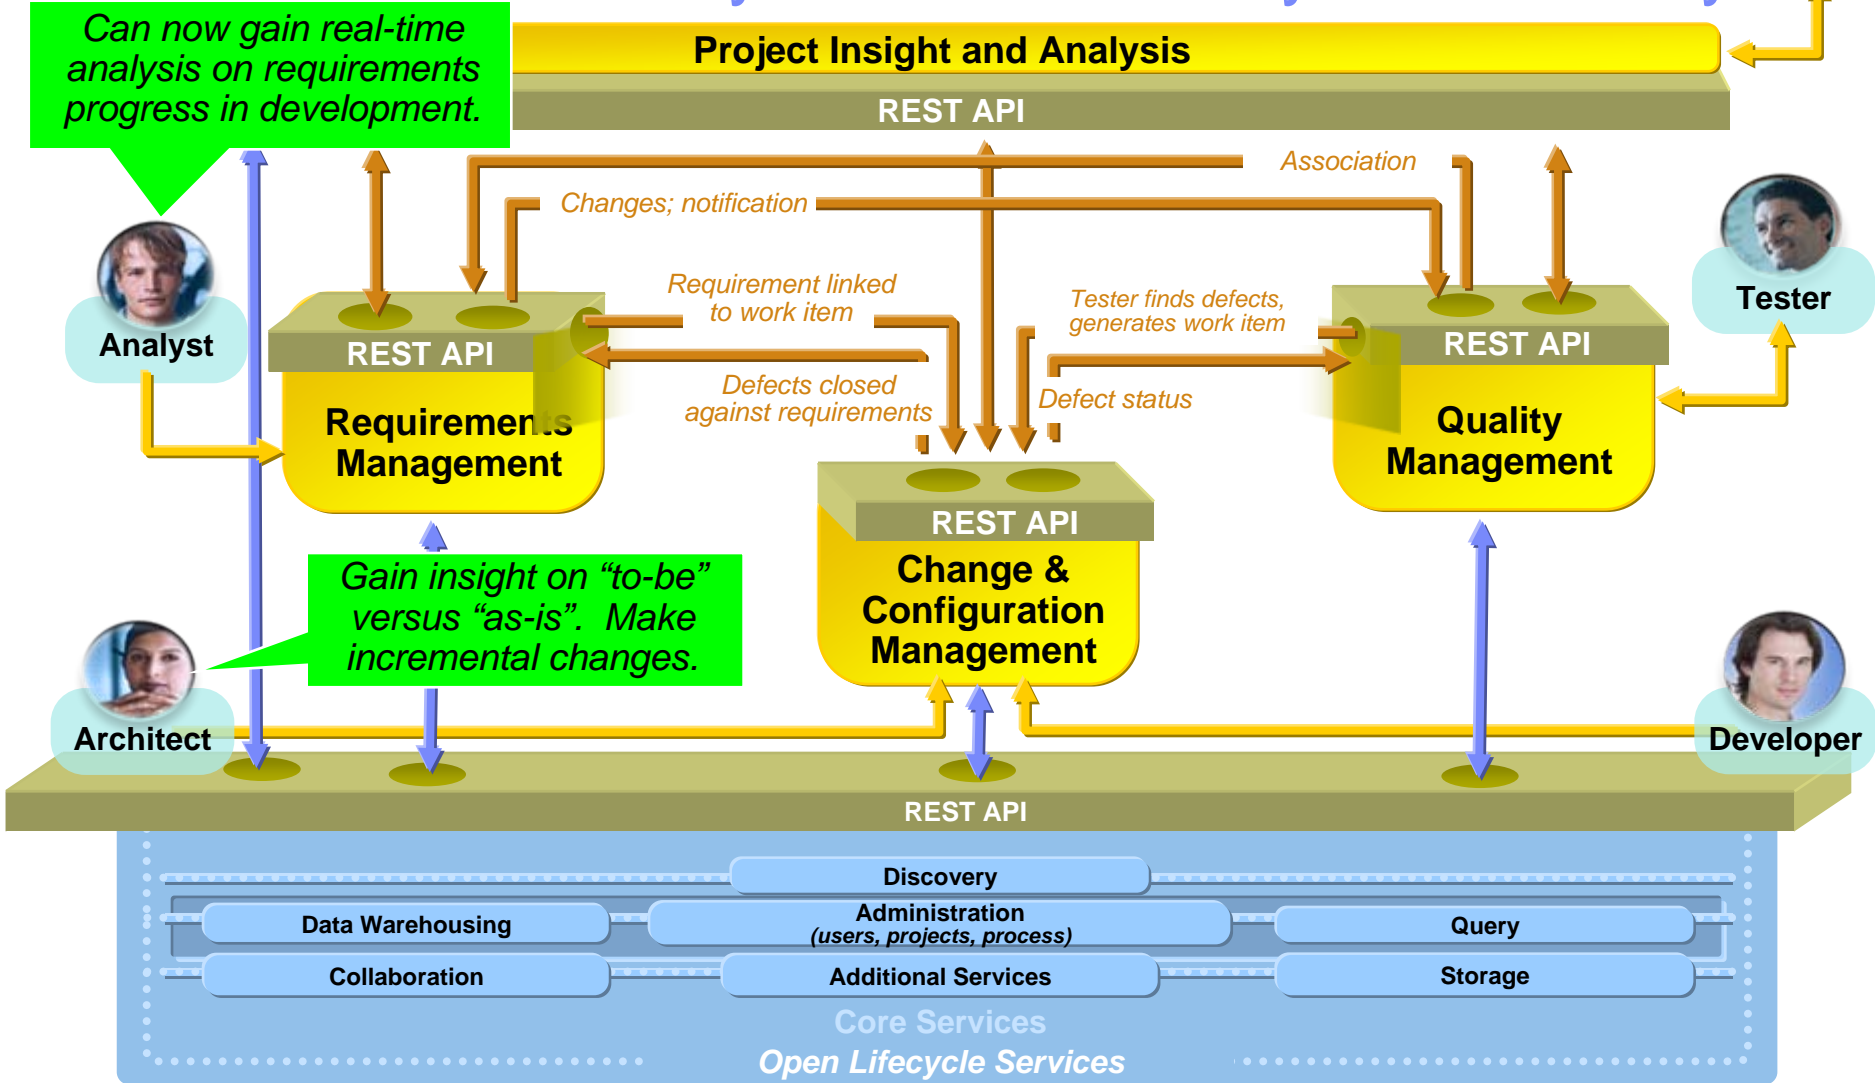 Can now gain real-time
analysis on requirements
progress in development.
Project Insight and Analysis
REST API
Association
Changes; notification
Requirement linked
to work item
Tester finds defects,
generates work item
Analyst
Tester
REST API
REST API
Defects closed
against requirements
Defect status
Requirements
Management
Quality
Management
REST API
Change &
Configuration
Management
Gain insight on “to-be”
versus “as-is”.  Make
incremental changes.
Architect
Developer
REST API
Discovery
Data Warehousing
Administration
(users, projects, process)
Query
Collaboration
Additional Services
Storage
Core Services
Open Lifecycle Services